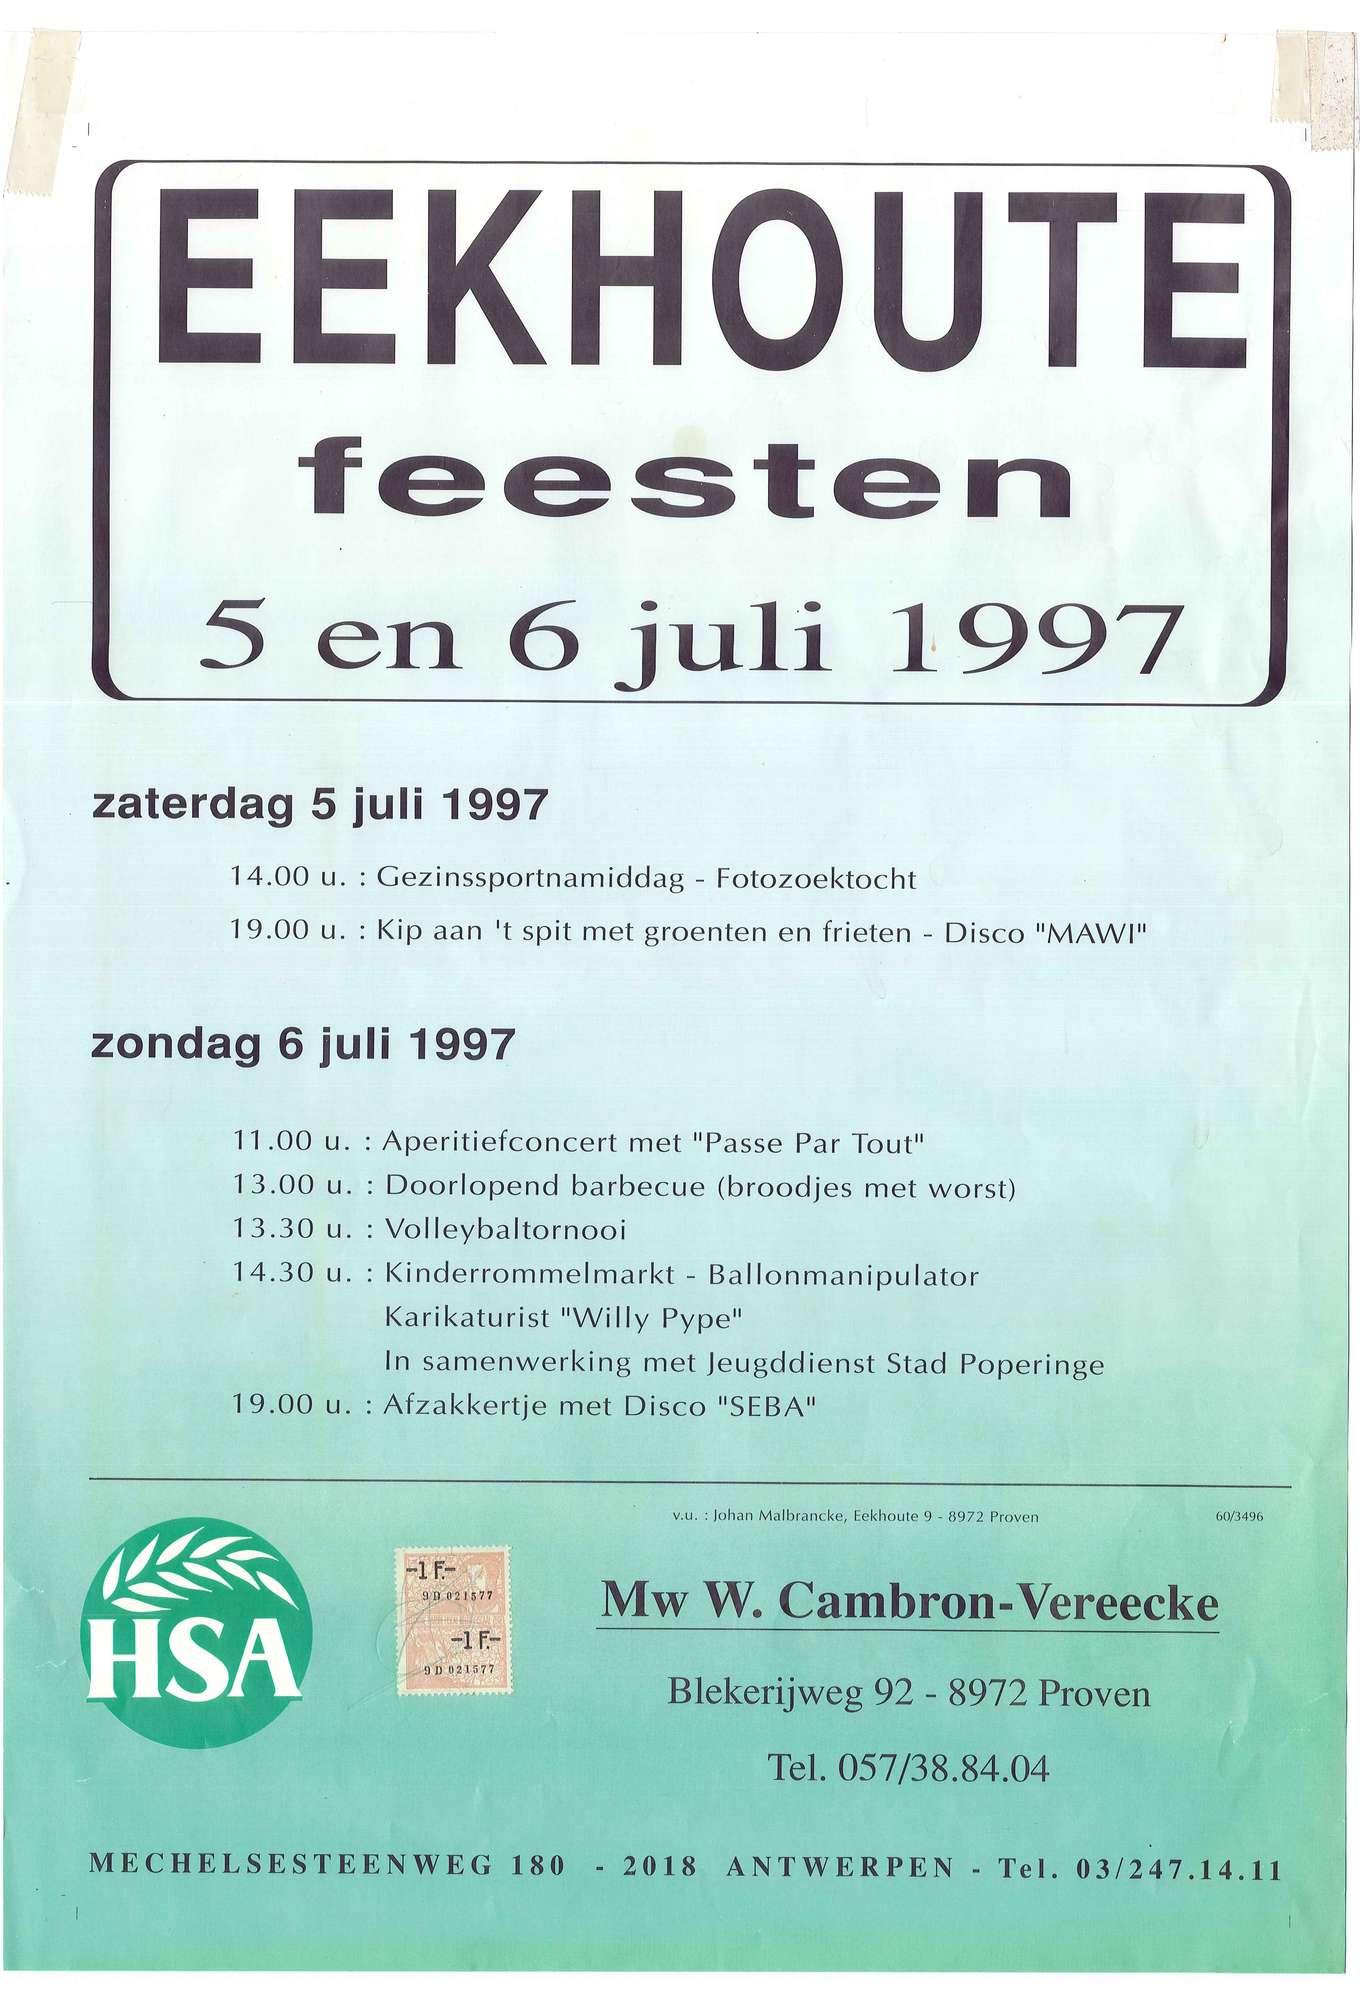 EEKHOUTE
feesten
5 en 6 juli 1997
zaterdag 5 juli 1997
14.00 u. : Gezinssportnamiddag - Fotozoektocht
19.00 u. : Kip aan 't spit met groenten en frieten - Disco "MAWI"
zondag 6 juli 1997
11.00 u. : Aperitiefconcert met "Passe Par Tout"
13.00 u. : Doorlopend barbecue (broodjes met worst)
13.30 u. : Volleybaltornooi
14.30 u. : Kinderrommelmarkt - Ballonmanipulator
Karikaturist "Willy Pype"
In samenwerking met Jeugddienst Stad Poperinge
19.00 u. : Afzakkertje met Disco "SEBA"
v.u. : Johan Malbrancke, Eekhoute 9 - 8972 Proven 60/3496
HSA
-1 F.-
9D 021577
-1 F.-
9D 021577
Mw W. Cambron-Vereecke
Blekerijweg 92 - 8972 Proven
Tel. 057/38.84.04
MECHELSESTEENWEG 180 - 2018 ANTWERPEN - Tel. 03/247.14.11